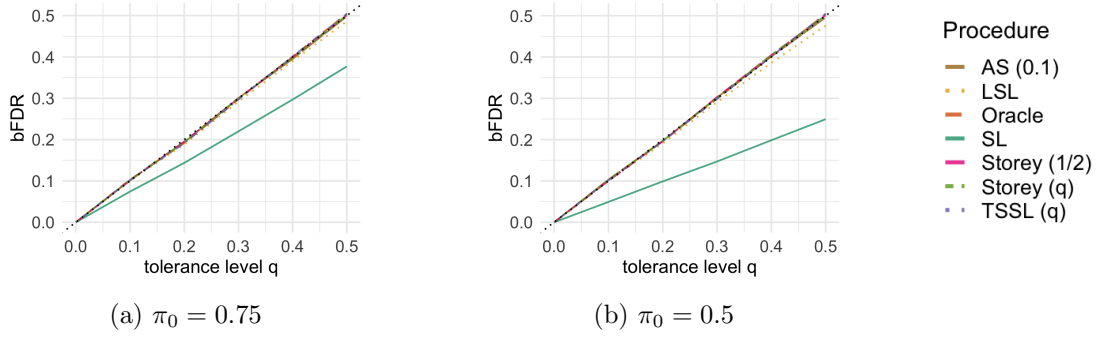 0.5
0.4
0.3
0.2
0.1
0.0
bFDR
0.0 0.1 0.2 0.3 0.4 0.5
tolerance level q
(a) π₀ = 0.75
0.5
0.4
0.3
0.2
0.1
0.0
bFDR
0.0 0.1 0.2 0.3 0.4 0.5
tolerance level q
(b) π₀ = 0.5
Procedure
AS (0.1)
LSL
Oracle
SL
Storey (1/2)
Storey (q)
TSSL (q)